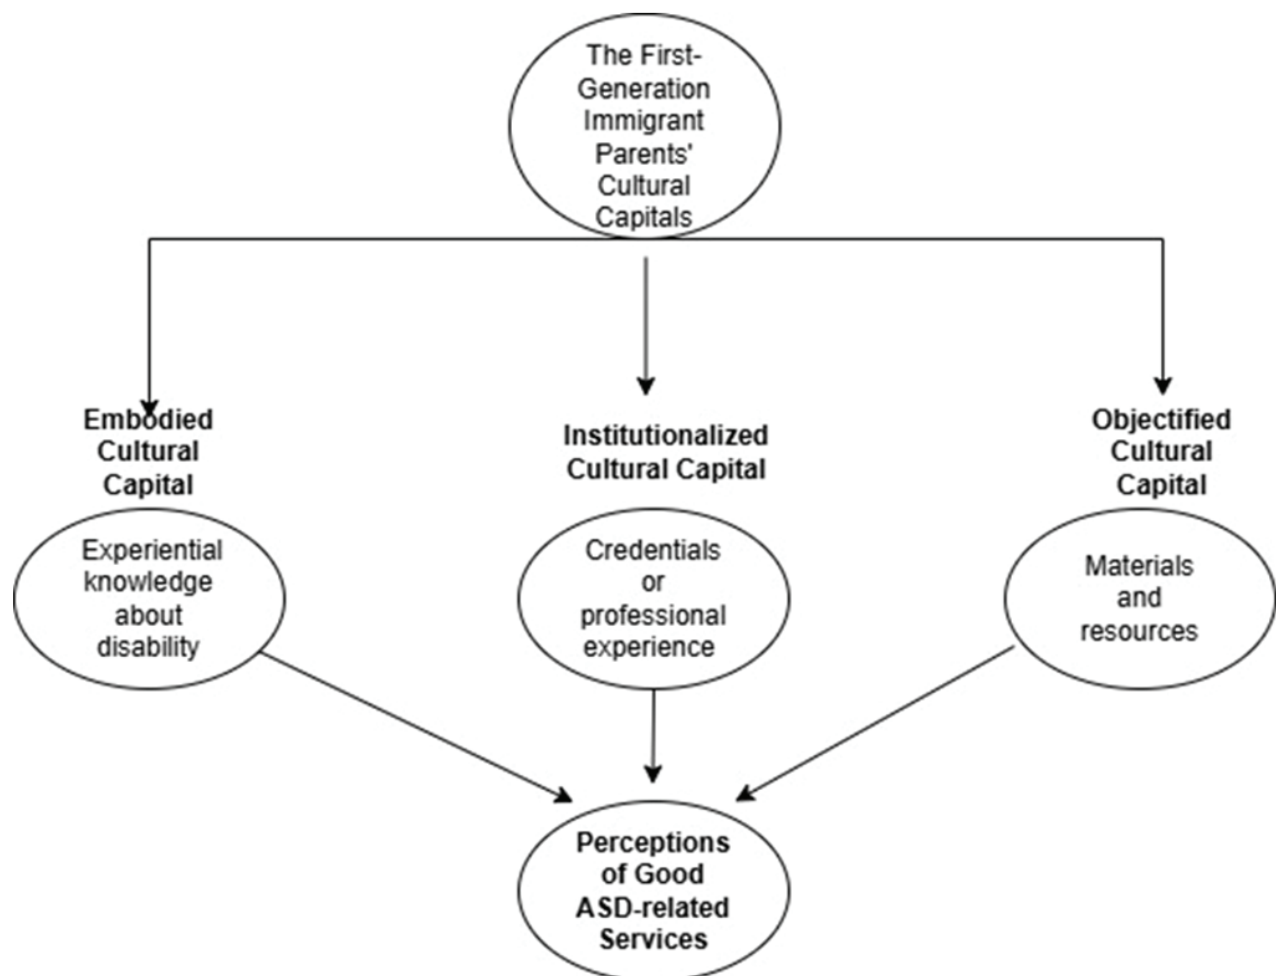 The First-
Generation
Immigrant
Parents'
Cultural
Capitals
Embodied
Cultural
Capital
Institutionalized
Cultural Capital
Objectified
Cultural
Capital
Experiential
knowledge
about
disability
Credentials
or
professional
experience
Materials
and
resources
Perceptions
of Good
ASD-related
Services